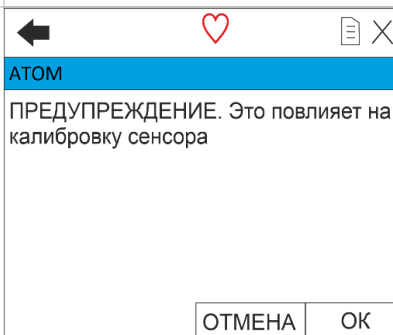 АТОМ
ПРЕДУПРЕЖДЕНИЕ. Это повлияет на
калибровку сенсора
ОТМЕНА
ОК